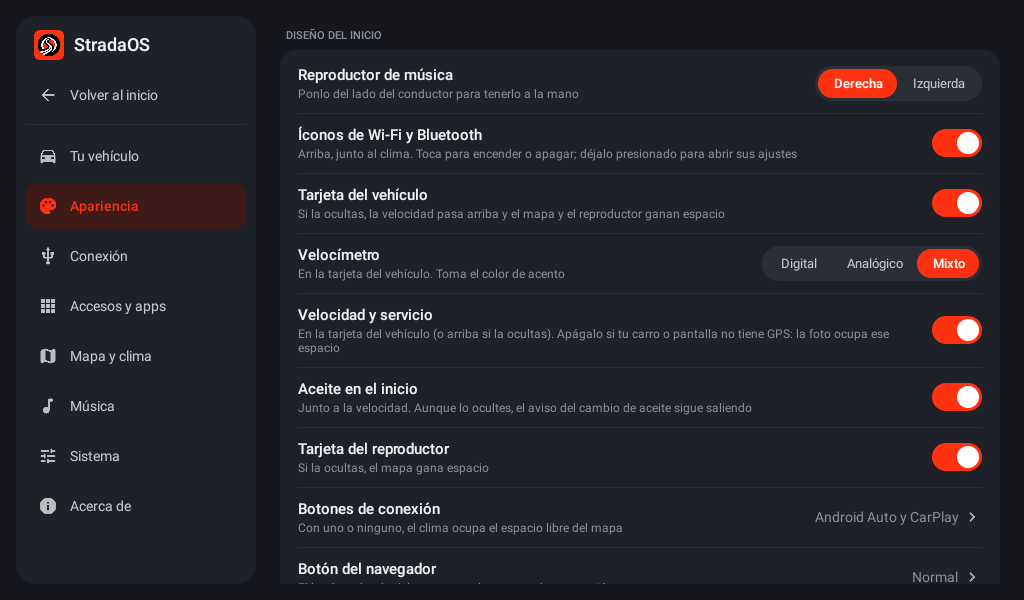 StradaOS
Volver al inicio
Tu vehículo
Apariencia
Conexión
Accesos y apps
Mapa y clima
Música
Sistema
Acerca de
DISEÑO DEL INICIO
Reproductor de música
Ponlo del lado del conductor para tenerlo a la mano
Derecha Izquierda
Íconos de Wi-Fi y Bluetooth
Arriba, junto al clima. Toca para encender o apagar; déjalo presionado para abrir sus ajustes
Tarjeta del vehículo
Si la ocultas, la velocidad pasa arriba y el mapa y el reproductor ganan espacio
Velocímetro
En la tarjeta del vehículo. Toma el color de acento
Digital Analógico Mixto
Velocidad y servicio
En la tarjeta del vehículo (o arriba si la ocultas). Apágalo si tu carro o pantalla no tiene GPS: la foto ocupa ese
espacio
Aceite en el inicio
Junto a la velocidad. Aunque lo ocultes, el aviso del cambio de aceite sigue saliendo
Tarjeta del reproductor
Si la ocultas, el mapa gana espacio
Botones de conexión
Con uno o ninguno, el clima ocupa el espacio libre del mapa
Android Auto y CarPlay
Botón del navegador
Normal